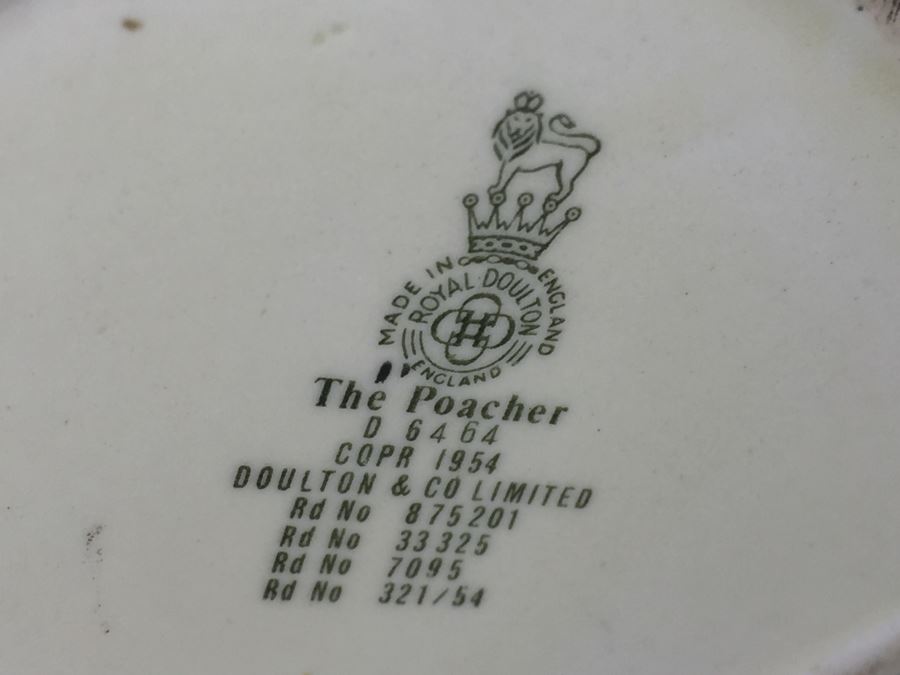 MADE IN ENGLAND
ROYAL DOULTON
ENGLAND
The Poacher
D 6464
COPR 1954
DOULTON & CO LIMITED
Rd No 875201
Rd No 33325
Rd No 7095
Rd No 321/54